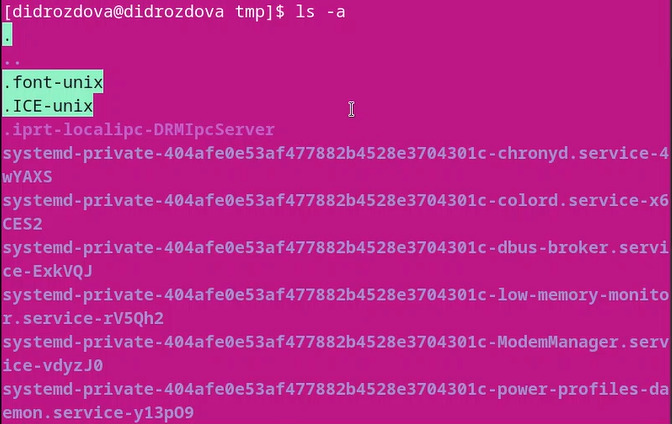 [didrozdova@didrozdova tmp]$ ls -a
.
..
.font-unix
.ICE-unix
.iprt-localipc-DRMIpcServer
systemd-private-404afe0e53af477882b4528e3704301c-chronyd.service-4
wYAXS
systemd-private-404afe0e53af477882b4528e3704301c-colord.service-x6
CES2
systemd-private-404afe0e53af477882b4528e3704301c-dbus-broker.servi
ce-ExkVQJ
systemd-private-404afe0e53af477882b4528e3704301c-low-memory-monito
r.service-rV5Qh2
systemd-private-404afe0e53af477882b4528e3704301c-ModemManager.serv
ice-vdyzJ0
systemd-private-404afe0e53af477882b4528e3704301c-power-profiles-da
emon.service-y13pO9